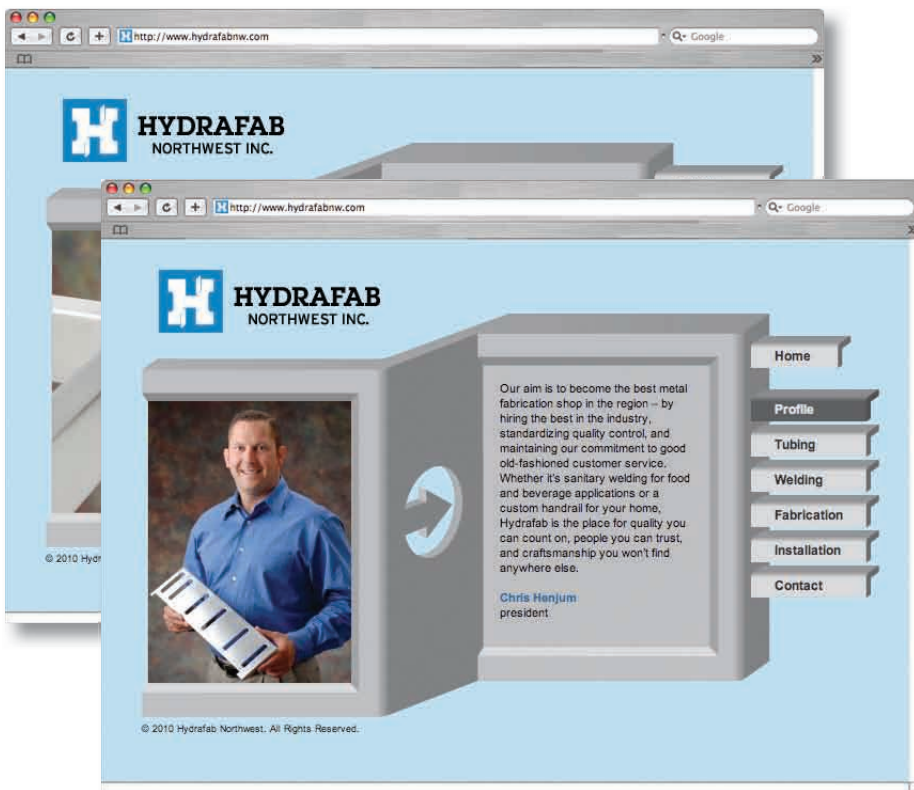 http://www.hydrafabnw.com
Google
HYDRAFAB
NORTHWEST INC.
© 2010 Hydr
http://www.hydrafabnw.com
Google
HYDRAFAB
NORTHWEST INC.
Our aim is to become the best metal
fabrication shop in the region – by
hiring the best in the industry,
standardizing quality control, and
maintaining our commitment to good
old-fashioned customer service.
Whether it's sanitary welding for food
and beverage applications or a
custom handrail for your home,
Hydrafab is the place for quality you
can count on, people you can trust,
and craftsmanship you won't find
anywhere else.
Chris Henjum
president
Home
Profile
Tubing
Welding
Fabrication
Installation
Contact
© 2010 Hydrafab Northwest. All Rights Reserved.